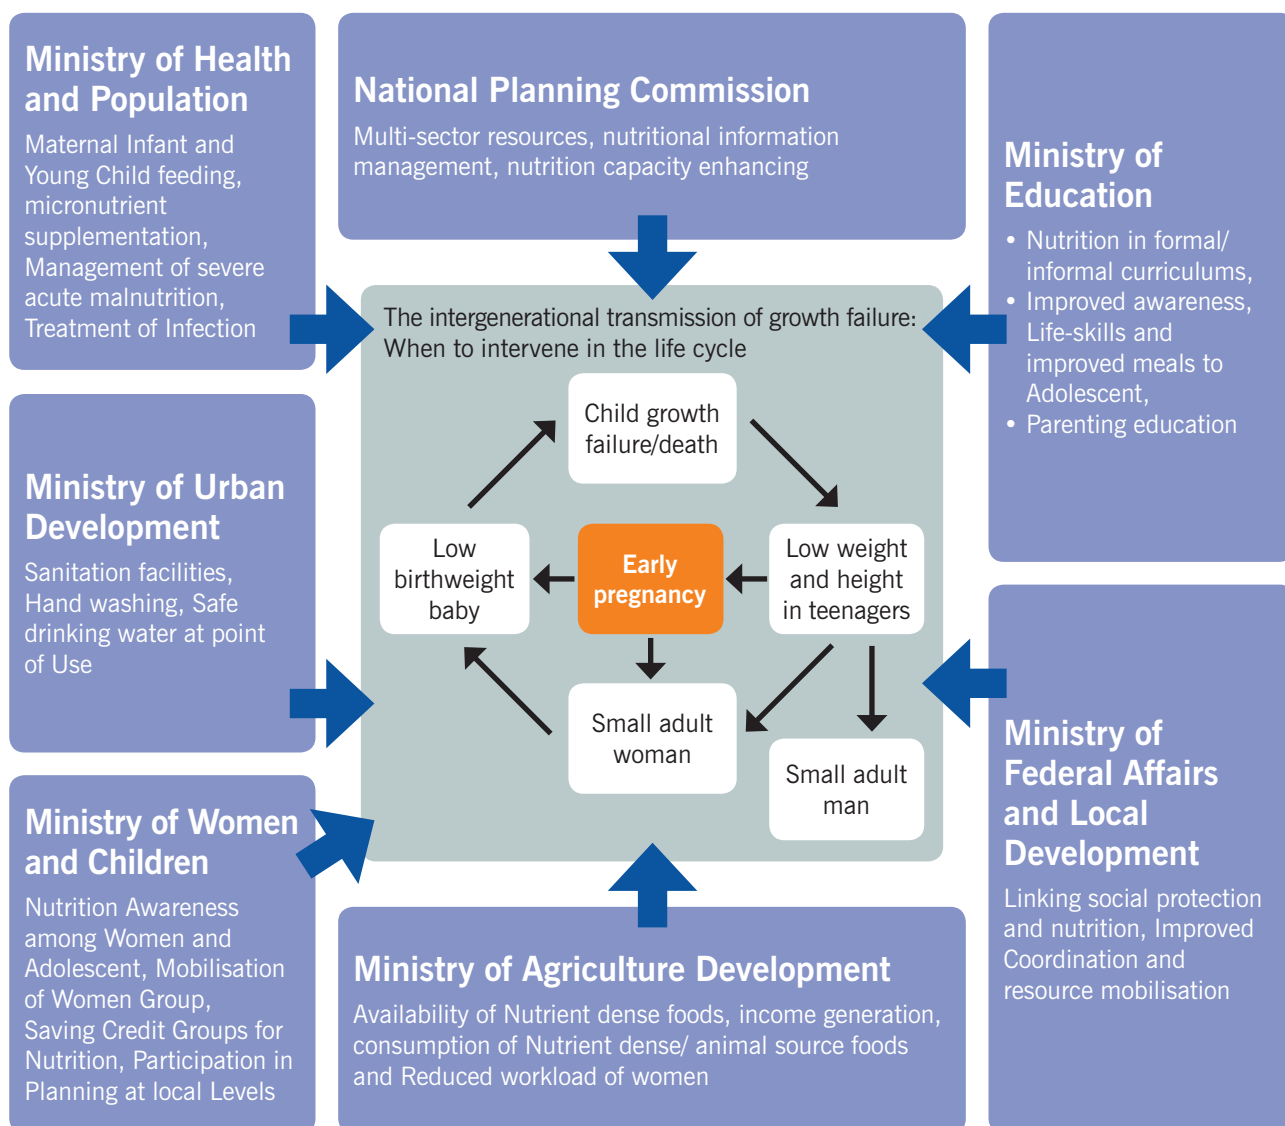 Ministry of Health
and Population
Maternal Infant and
Young Child feeding,
micronutrient
supplementation,
Management of severe
acute malnutrition,
Treatment of Infection
National Planning Commission
Multi-sector resources, nutritional information
management, nutrition capacity enhancing
Ministry of
Education
• Nutrition in formal/
informal curriculums,
• Improved awareness,
Life-skills and
improved meals to
Adolescent,
• Parenting education
The intergenerational transmission of growth failure:
When to intervene in the life cycle
Child growth
failure/death
Low
birthweight
baby
Early
pregnancy
Low weight
and height
in teenagers
Small adult
woman
Small adult
man
Ministry of Urban
Development
Sanitation facilities,
Hand washing, Safe
drinking water at point
of Use
Ministry of
Federal Affairs
and Local
Development
Linking social protection
and nutrition, Improved
Coordination and
resource mobilisation
Ministry of Women
and Children
Nutrition Awareness
among Women and
Adolescent, Mobilisation
of Women Group,
Saving Credit Groups for
Nutrition, Participation in
Planning at local Levels
Ministry of Agriculture Development
Availability of Nutrient dense foods, income generation,
consumption of Nutrient dense/ animal source foods
and Reduced workload of women